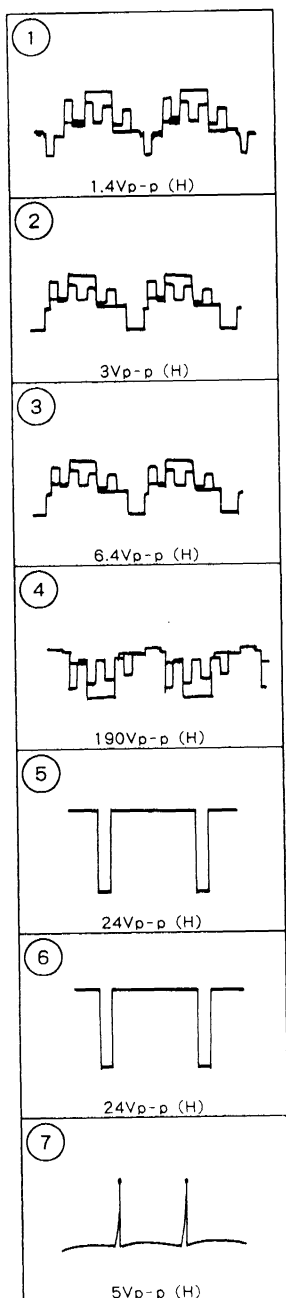 1
1.4Vp-p (H)
2
3Vp-p (H)
3
6.4Vp-p (H)
4
190Vp-p (H)
5
24Vp-p (H)
6
24Vp-p (H)
7
5Vp-p (H)